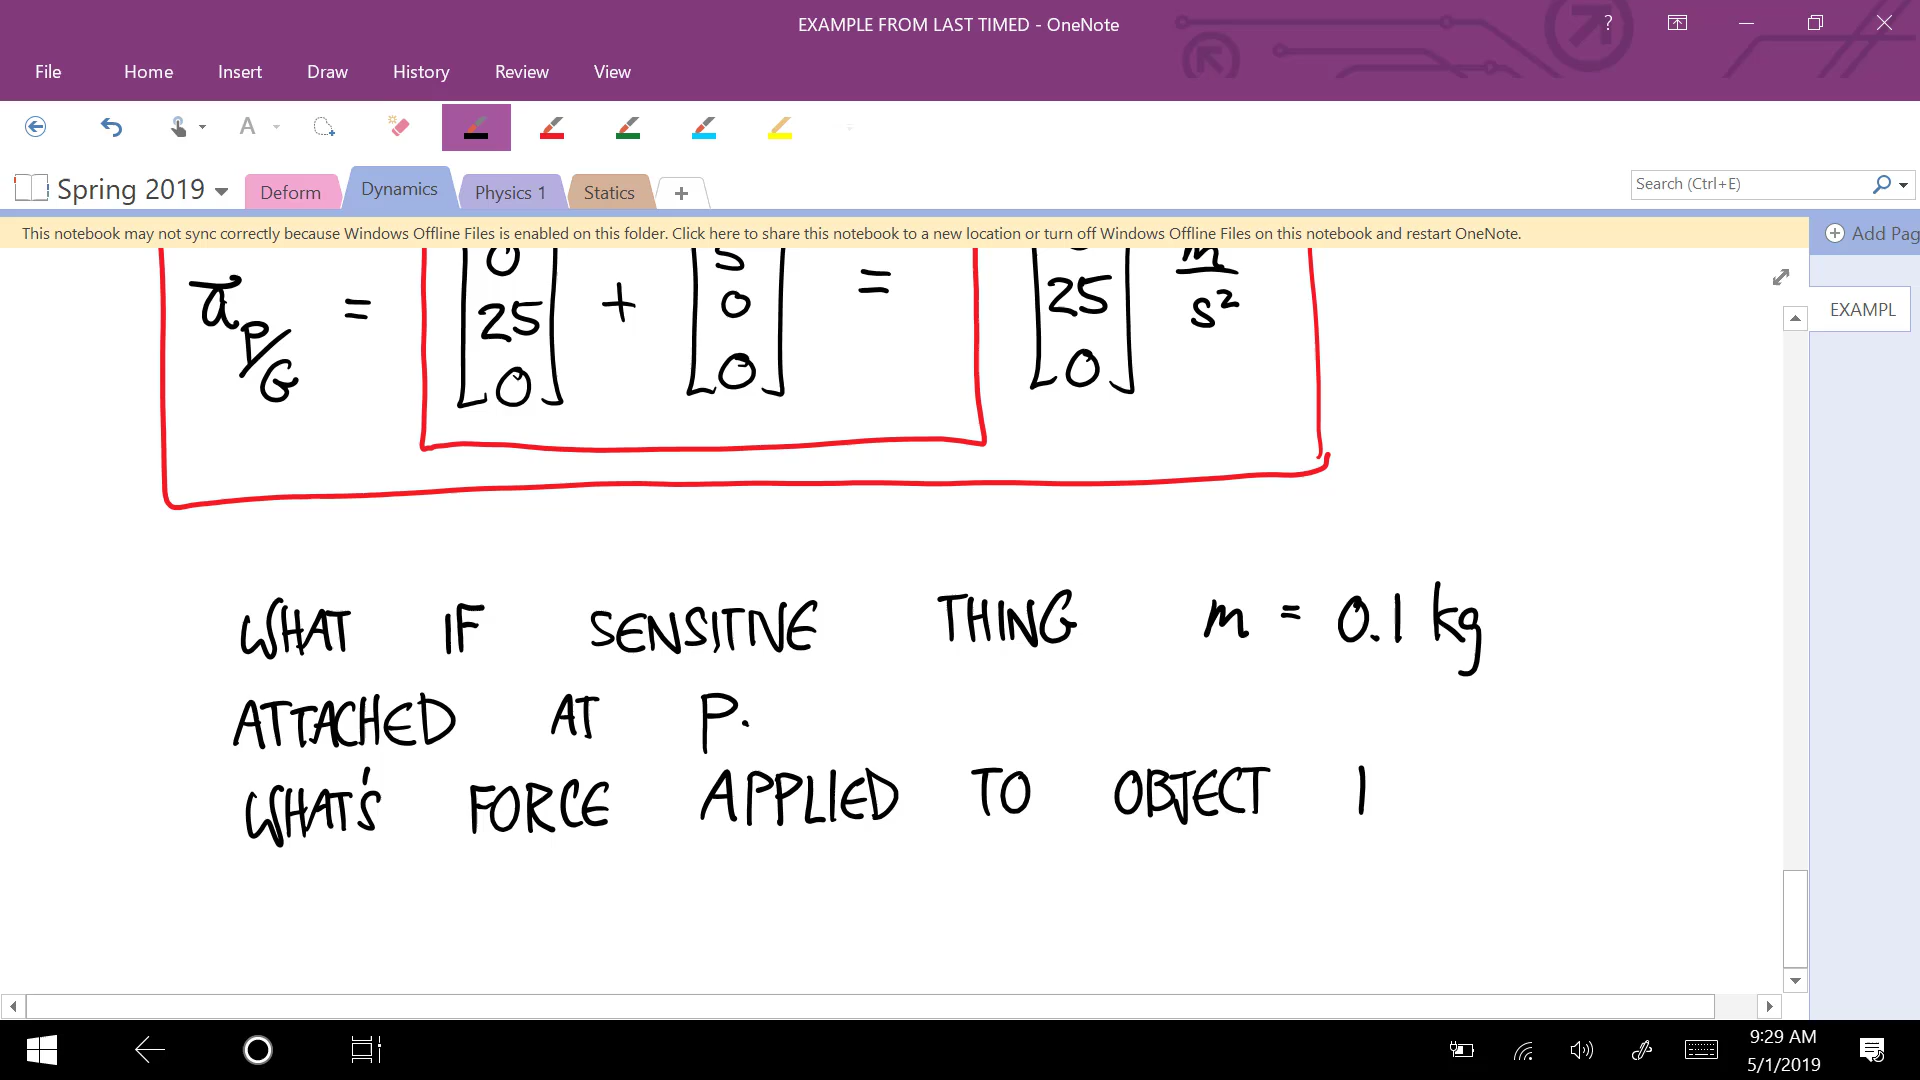 EXAMPLE FROM LAST TIMED - OneNote
?
File Home Insert Draw History Review View
A
Spring 2019 Deform Dynamics Physics 1 Statics +
Search (Ctrl+E)
This notebook may not sync correctly because Windows Offline Files is enabled on this folder. Click here to share this notebook to a new location or turn off Windows Offline Files on this notebook and restart OneNote.
Add Pag
EXAMPL
a P/G = [0 25 0] + [5 0 0] = [25 0] m/s²
WHAT IF SENSITIVE THING m = 0.1 kg
ATTACHED AT P.
WHAT'S FORCE APPLIED TO OBJECT I
9:29 AM
5/1/2019